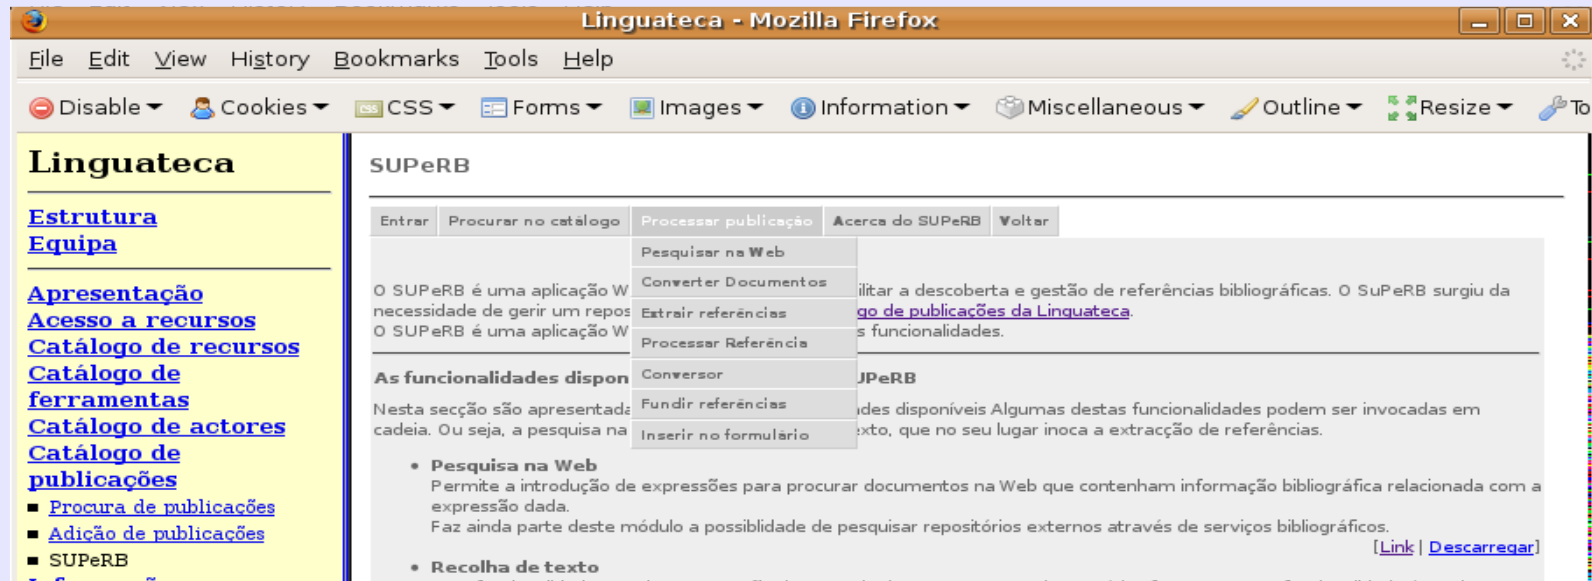 Linguateca - Mozilla Firefox
File Edit View History Bookmarks Tools Help
Disable Cookies CSS Forms Images Information Miscellaneous Outline Resize To
Linguateca
Estrutura
Equipa
Apresentação
Acesso a recursos
Catálogo de recursos
Catálogo de
ferramentas
Catálogo de actores
Catálogo de
publicações
Procura de publicações
Adição de publicações
SUPeRB
SUPeRB
Entrar Procurar no catálogo Processar publicação Acerca do SUPeRB Voltar
Pesquisar na Web
Converter Documentos
Extrair referências
Processar Referência
Conversor
Fundir referências
Inserir no formulário
O SUPeRB é uma aplicação W ilitar a descoberta e gestão de referências bibliográficas. O SuPeRB surgiu da
necessidade de gerir um repos go de publicações da Linguateca.
O SUPeRB é uma aplicação W s funcionalidades.
As funcionalidades dispon UPeRB
Nesta secção são apresentada des disponíveis Algumas destas funcionalidades podem ser invocadas em
cadeia. Ou seja, a pesquisa na exto, que no seu lugar inoca a extracção de referências.
• Pesquisa na Web
Permite a introdução de expressões para procurar documentos na Web que contenham informação bibliográfica relacionada com a
expressão dada.
Faz ainda parte deste módulo a possiblidade de pesquisar repositórios externos através de serviços bibliográficos.
[Link | Descarregar]
• Recolha de texto